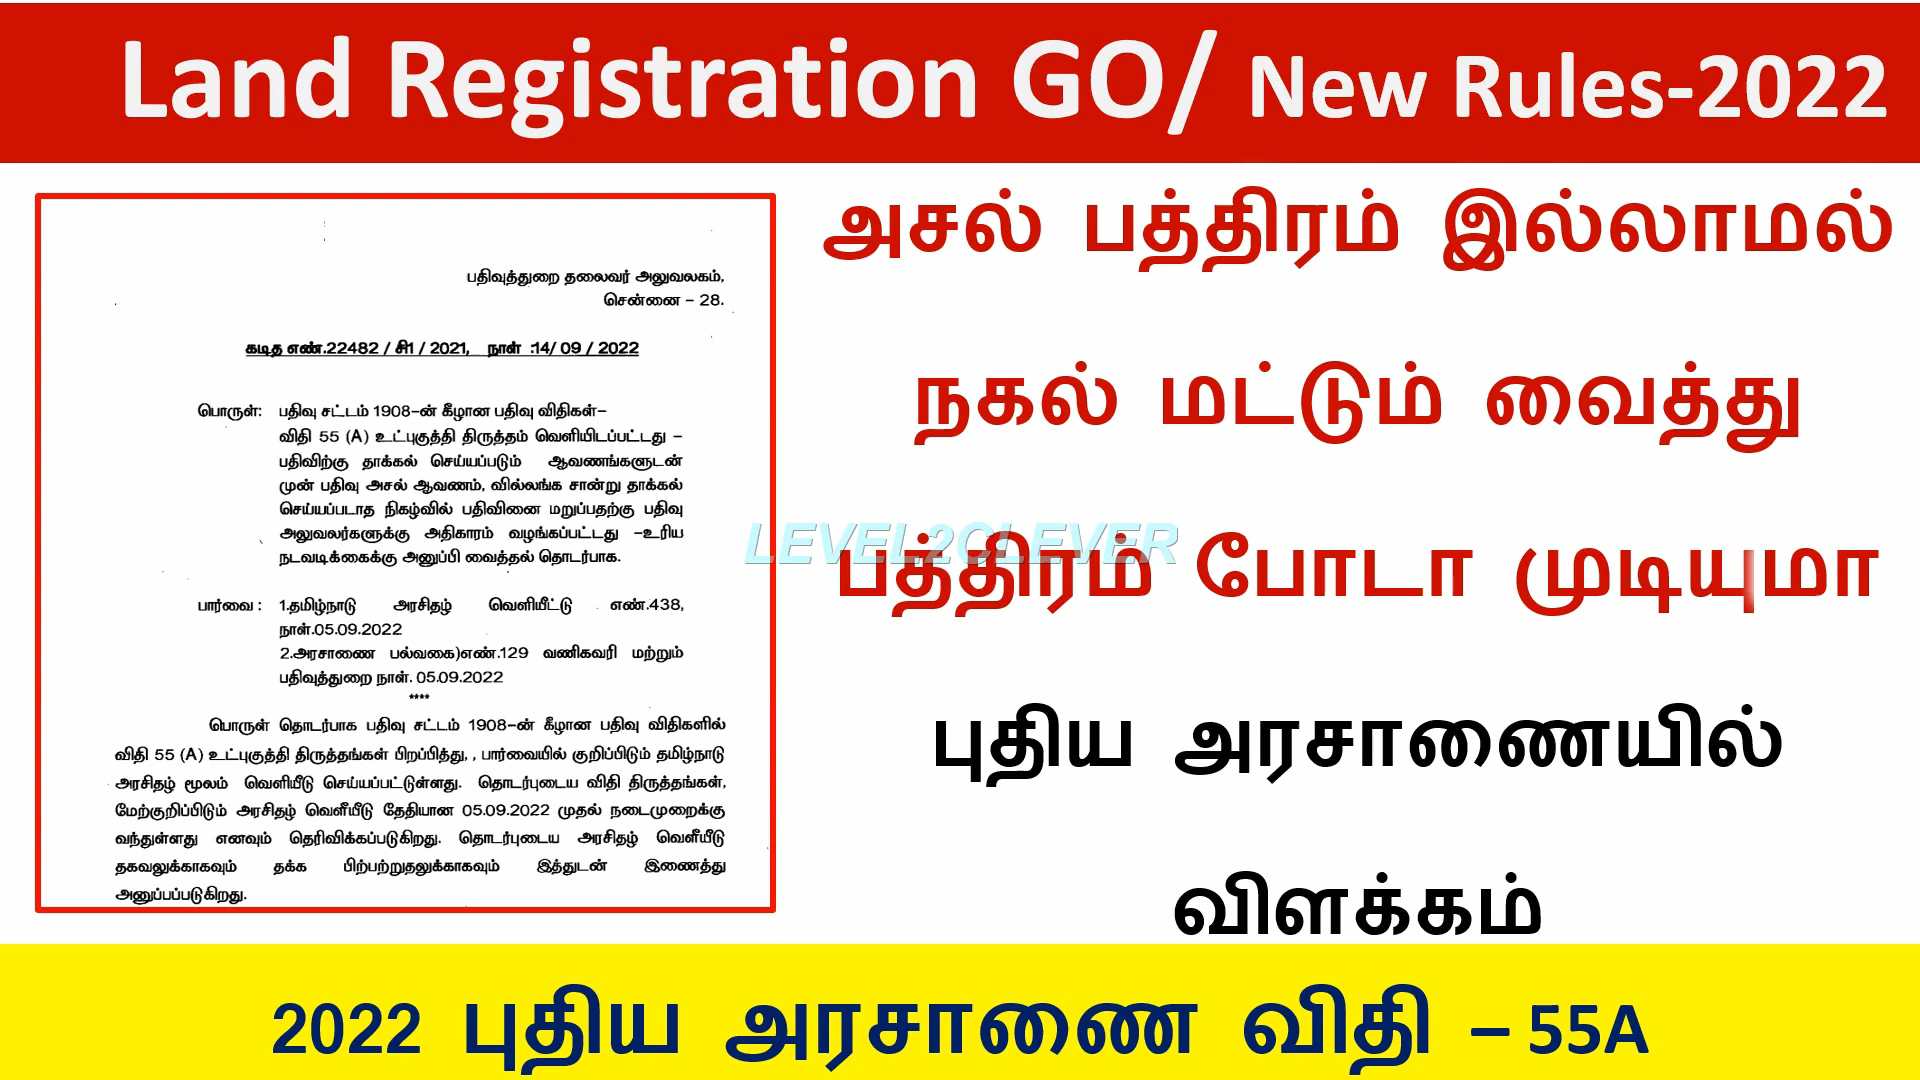 Land Registration GO/ New Rules-2022
பதிவுத்துறை தலைவர் அலுவலகம்,
சென்னை – 28.
கடித எண்.22482 / சி1 / 2021, நாள் :14/ 09 / 2022
பொருள்: பதிவு சட்டம் 1908-ன் கீழான பதிவு விதிகள்–
விதி 55 (A) உட்புகுத்தி திருத்தம் வெளியிடப்பட்டது –
பதிவிற்கு தாக்கல் செய்யப்படும் ஆவணங்களுடன்
முன் பதிவு அசல் ஆவணம், வில்லங்க சான்று தாக்கல்
செய்யப்படாத நிகழ்வில் பதிவினை மறுப்பதற்கு பதிவு
அலுவலர்களுக்கு அதிகாரம் வழங்கப்பட்டது –உரிய
நடவடிக்கைக்கு அனுப்பி வைத்தல் தொடர்பாக.
பார்வை : 1.தமிழ்நாடு அரசிதழ் வெளியீட்டு எண்.438,
நாள்.05.09.2022
2.அரசாணை பல்வகை)எண்.129 வணிகவரி மற்றும்
பதிவுத்துறை நாள். 05.09.2022
****
பொருள் தொடர்பாக பதிவு சட்டம் 1908-ன் கீழான பதிவு விதிகளில்
விதி 55 (A) உட்புகுத்தி திருத்தங்கள் பிறப்பித்து, , பார்வையில் குறிப்பிடும் தமிழ்நாடு
அரசிதழ் மூலம் வெளியீடு செய்யப்பட்டுள்ளது. தொடர்புடைய விதி திருத்தங்கள்,
மேற்குறிப்பிடும் அரசிதழ் வெளீயீடு தேதியான 05.09.2022 முதல் நடைமுறைக்கு
வந்துள்ளது எனவும் தெரிவிக்கப்படுகிறது. தொடர்புடைய அரசிதழ் வெளீயீடு
தகவலுக்காகவும் தக்க பிற்பற்றுதலுக்காகவும் இத்துடன் இணைத்து
அனுப்பப்படுகிறது.
அசல் பத்திரம் இல்லாமல்
நகல் மட்டும் வைத்து
LEVEL2CLEVER
பத்திரம் போடா முடியுமா
புதிய அரசாணையில்
விளக்கம்
2022 புதிய அரசாணை விதி – 55A